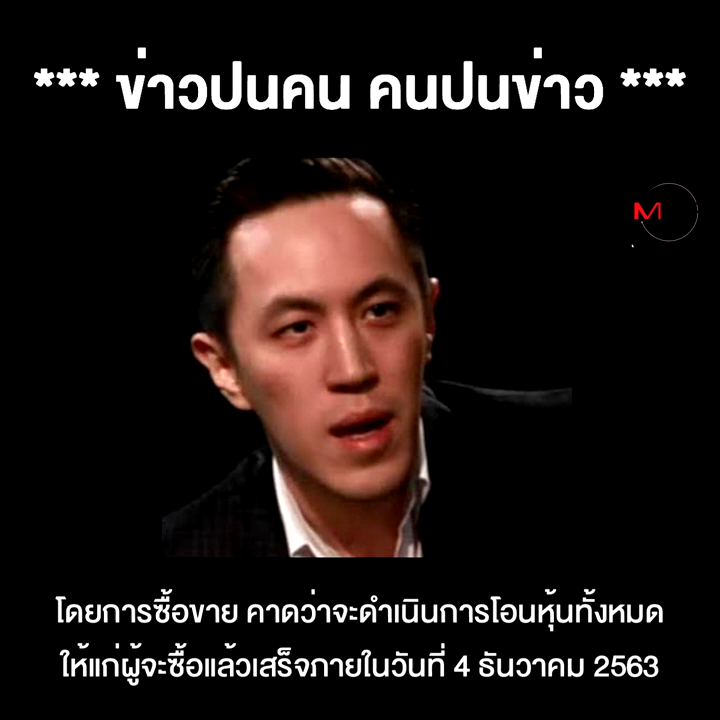 *** ข่าวปนคน คนปนข่าว ***
M
โดยการซื้อขาย คาดว่าจะดำเนินการโอนหุ้นทั้งหมด
ให้แก่ผู้จะซื้อแล้วเสร็จภายในวันที่ 4 ธันวาคม 2563